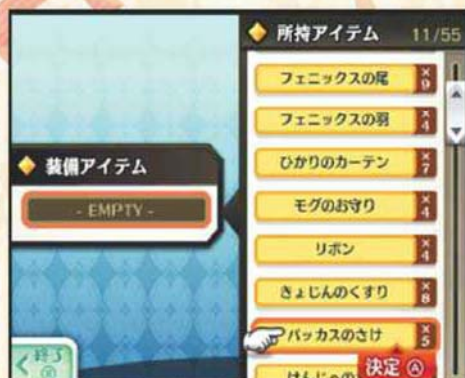 所持アイテム 11/55
フェニックスの尾 ×9
フェニックスの羽 ×4
ひかりのカーテン ×7
装備アイテム
- EMPTY -
モグのお守り ×4
リボン ×4
きょじんのくすり ×8
バッカスのさけ ×5
決定 Ⓐ
＜終了
Ⓑ